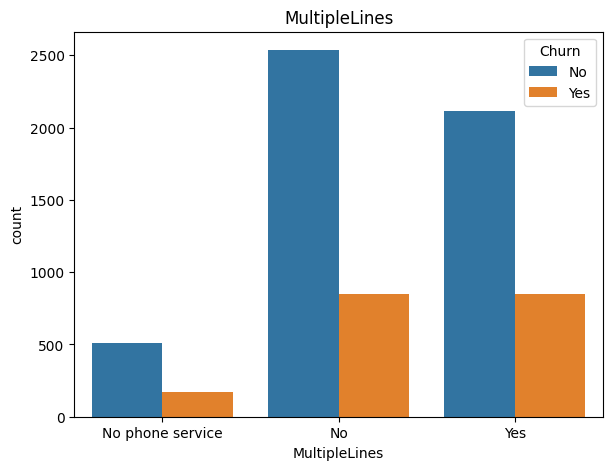 MultipleLines
Churn
No
Yes
2500
2000
1500
1000
500
0
count
No phone service
No
Yes
MultipleLines